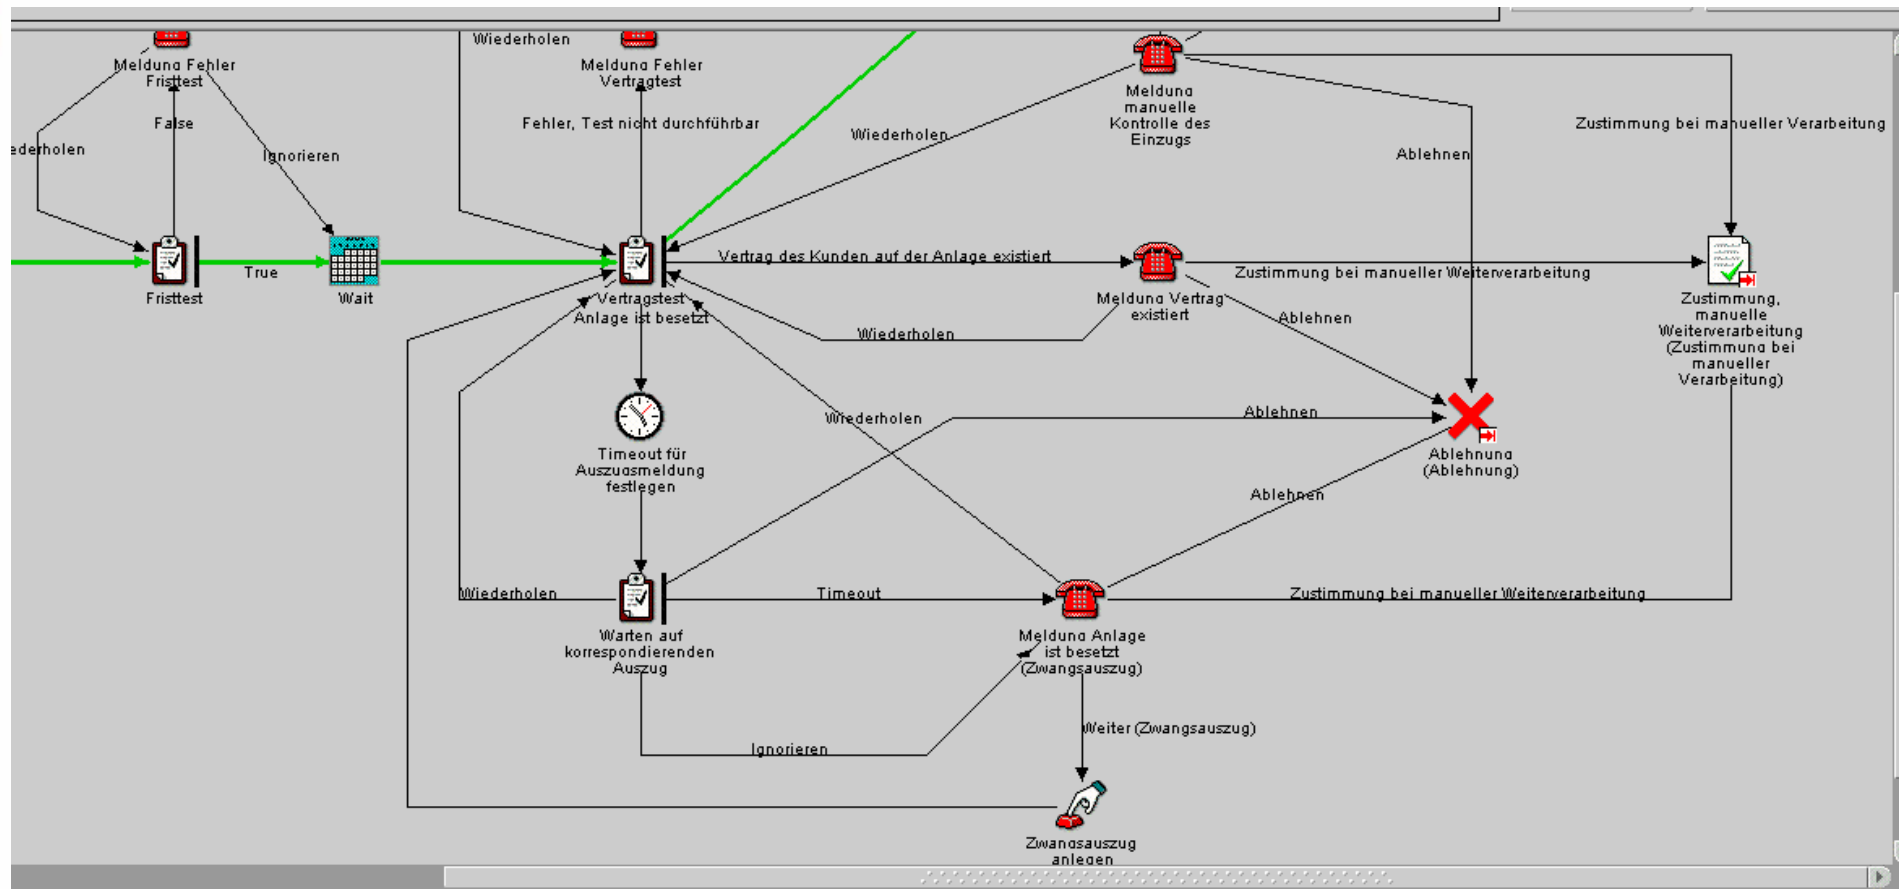 Wiederholen
Meldung Fehler
Fristtest
Meldung Fehler
Vertragtest
Meldung
manuelle
Kontrolle des
Einzugs
False
Fehler, Test nicht durchführbar
Wiederholen
Zustimmung bei manueller Verarbeitung
ederholen
Ignorieren
Ablehnen
True
Fristtest
Wait
Vertrag des Kunden auf der Anlage existiert
Zustimmung bei manueller Weiterverarbeitung
Vertragstest
Anlage ist besetzt
Meldung Vertrag
existiert
Ablehnen
Wiederholen
Zustimmung,
manuelle
Weiterverarbeitung
(Zustimmung bei
manueller
Verarbeitung)
Wiederholen
Ablehnen
Timeout für
Auszugsmeldung
festlegen
Ablehnung
(Ablehnung)
Ablehnen
Wiederholen
Timeout
Zustimmung bei manueller Weiterverarbeitung
Warten auf
korrespondierenden
Auszug
Meldung Anlage
ist besetzt
(Zwangsauszug)
Weiter (Zwangsauszug)
Ignorieren
Zwangsauszug
anlegen